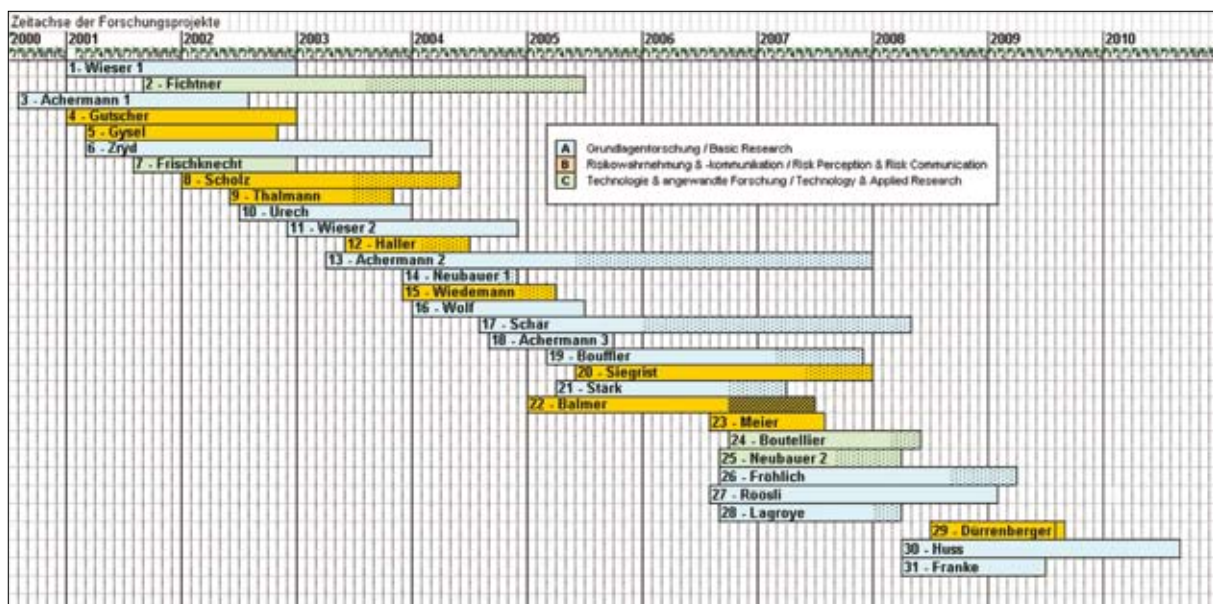 Zeitachse der Forschungsprojekte
2000 2001 2002 2003 2004 2005 2006 2007 2008 2009 2010
1- Wieser 1
2 - Fichtner
3 - Achermann 1
4 - Gutscher
5 - Gysel
6 - Zryd
A Grundlagenforschung / Basic Research
B Risikowahrnehmung & -kommunikation / Risk Perception & Risk Communication
C Technologie & angewandte Forschung / Technology & Applied Research
7 - Frischknecht
8 - Scholz
9 - Thalmann
10 - Urech
11 - Wieser 2
12 - Haller
13 - Achermann 2
14 - Neubauer 1
15 - Wiedemann
16 - Wolf
17 - Schär
18 - Achermann 3
19 - Bouffler
20 - Siegrist
21 - Stark
22 - Balmer
23 - Meier
24 - Boutellier
25 - Neubauer 2
26 - Fröhlich
27 - Röösli
28 - Lagroye
29 - Dürrenberger
30 - Huss
31 - Franke